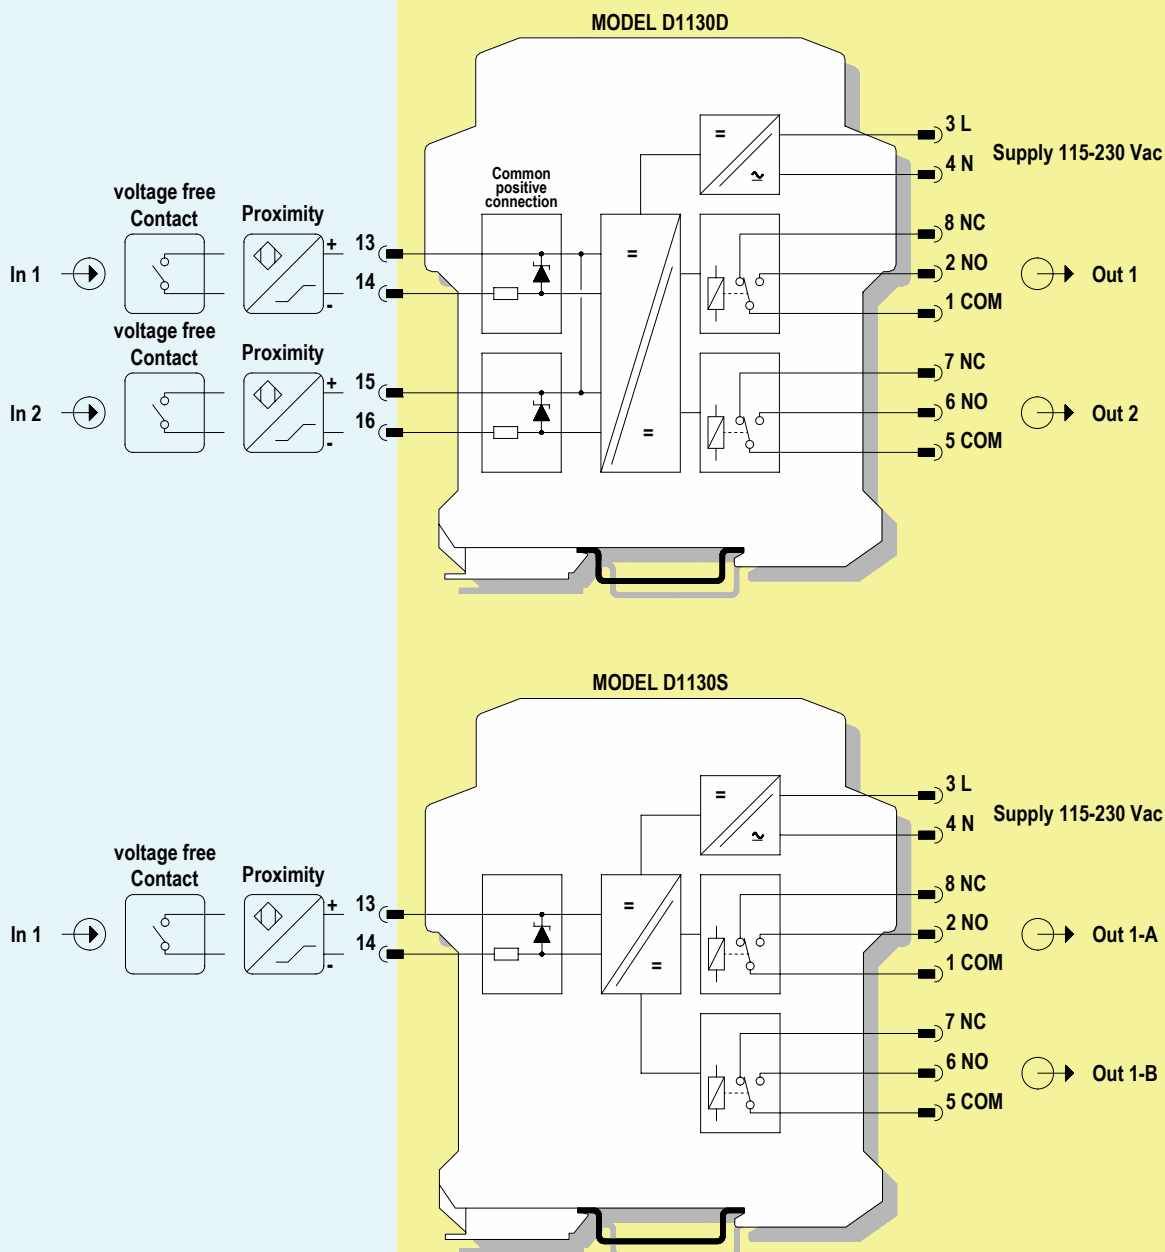 MODEL D1130D
3 L
Supply 115-230 Vac
4 N
Common
positive
connection
voltage free
Contact
Proximity
+
13
14
-
In 1
8 NC
2 NO
1 COM
Out 1
voltage free
Contact
Proximity
+
15
16
-
In 2
7 NC
6 NO
5 COM
Out 2
=
~
=
=
MODEL D1130S
3 L
Supply 115-230 Vac
4 N
voltage free
Contact
Proximity
+
13
14
-
In 1
8 NC
2 NO
1 COM
Out 1-A
7 NC
6 NO
5 COM
Out 1-B
=
~
=
=